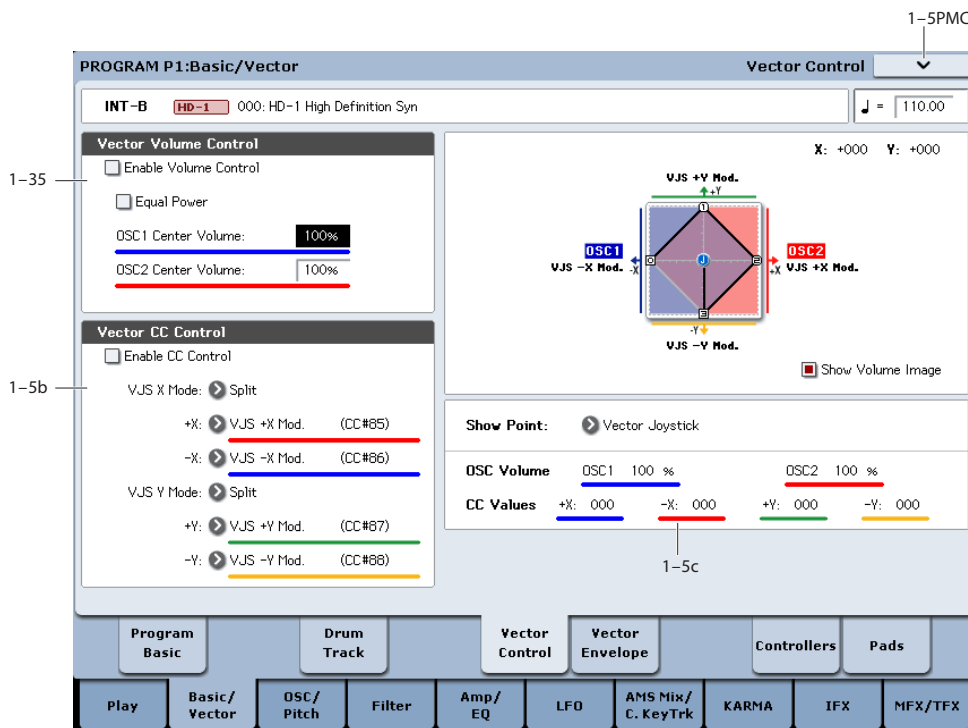 1–5PMC
PROGRAM P1:Basic/Vector
Vector Control
INT-B HD-1 000: HD-1 High Definition Syn
♩ = 110.00
1–35
Vector Volume Control
Enable Volume Control
Equal Power
OSC1 Center Volume: 100%
OSC2 Center Volume: 100%
X: +000 Y: +000
VJS +Y Mod.
+Y
1
OSC1
VJS -X Mod.
-X
0
J
2
+X
OSC2
VJS +X Mod.
3
-Y
VJS -Y Mod.
Show Volume Image
1–5b
Vector CC Control
Enable CC Control
VJS X Mode: Split
+X: VJS +X Mod. (CC#85)
-X: VJS -X Mod. (CC#86)
VJS Y Mode: Split
+Y: VJS +Y Mod. (CC#87)
-Y: VJS -Y Mod. (CC#88)
Show Point: Vector Joystick
OSC Volume OSC1 100 % OSC2 100 %
CC Values +X: 000 -X: 000 +Y: 000 -Y: 000
1–5c
Program Basic
Drum Track
Vector Control
Vector Envelope
Controllers
Pads
Play
Basic/ Vector
OSC/ Pitch
Filter
Amp/ EQ
LFO
AMS Mix/ C. KeyTrk
KARMA
IFX
MFX/TFX